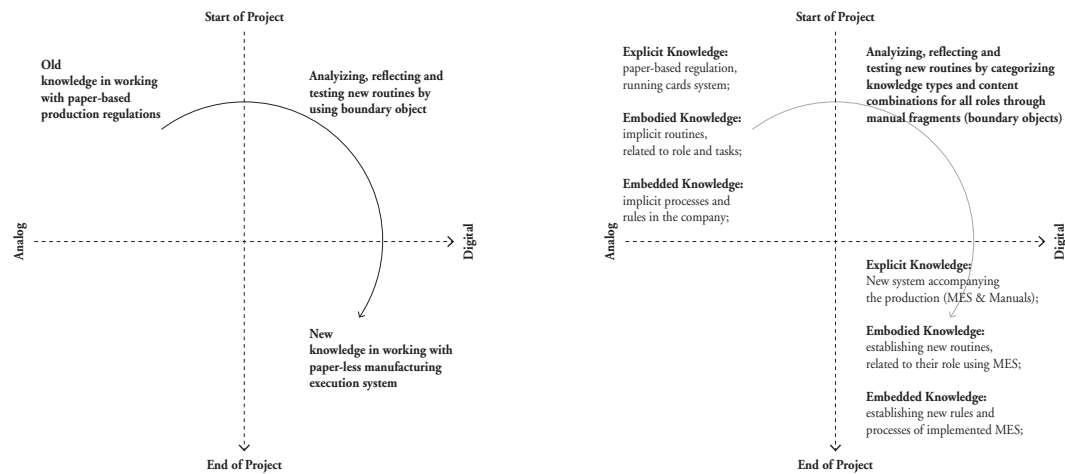 Start of Project
Old
knowledge in working
with paper-based
production regulations
Analyizing, reflecting and
testing new routines by
using boundary object
Analog
Digital
New
knowledge in working with
paper-less manufacturing
execution system
End of Project
Start of Project
Explicit Knowledge:
paper-based regulation,
running cards system;
Embodied Knowledge:
implicit routines,
related to role and tasks;
Embedded Knowledge:
implicit processes and
rules in the company;
Analyizing, reflecting and
testing new routines by categorizing
knowledge types and content
combinations for all roles through
manual fragments (boundary objects)
Analog
Digital
Explicit Knowledge:
New system accompanying
the production (MES & Manuals);
Embodied Knowledge:
establishing new routines,
related to their role using MES;
Embedded Knowledge:
establishing new rules and
processes of implemented MES;
End of Project